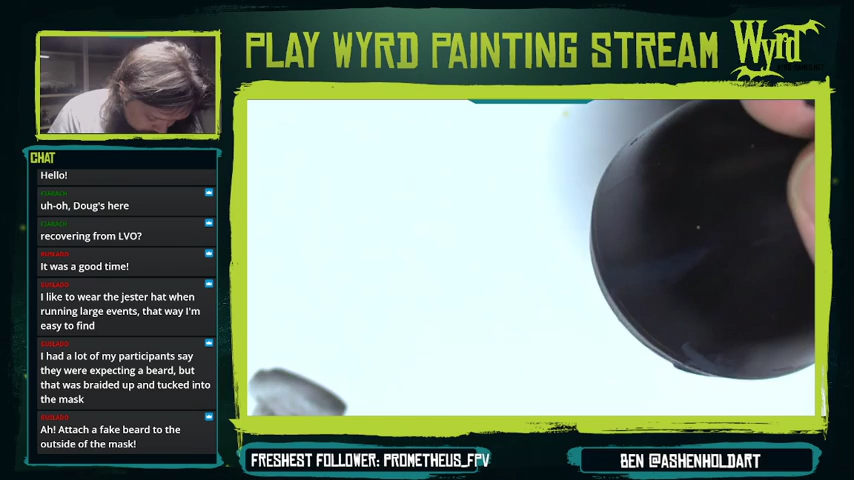 PLAY WYRD PAINTING STREAM
Wyrd
CHAT
Hello!
uh-oh, Doug's here
recovering from LVO?
It was a good time!
I like to wear the jester hat when
running large events, that way I'm
easy to find
I had a lot of my participants say
they were expecting a beard, but
that was braided up and tucked into
the mask
Ah! Attach a fake beard to the
outside of the mask!
FRESHEST FOLLOWER: PROMETHEUS_FPV
BEN @ASHENHOLDART